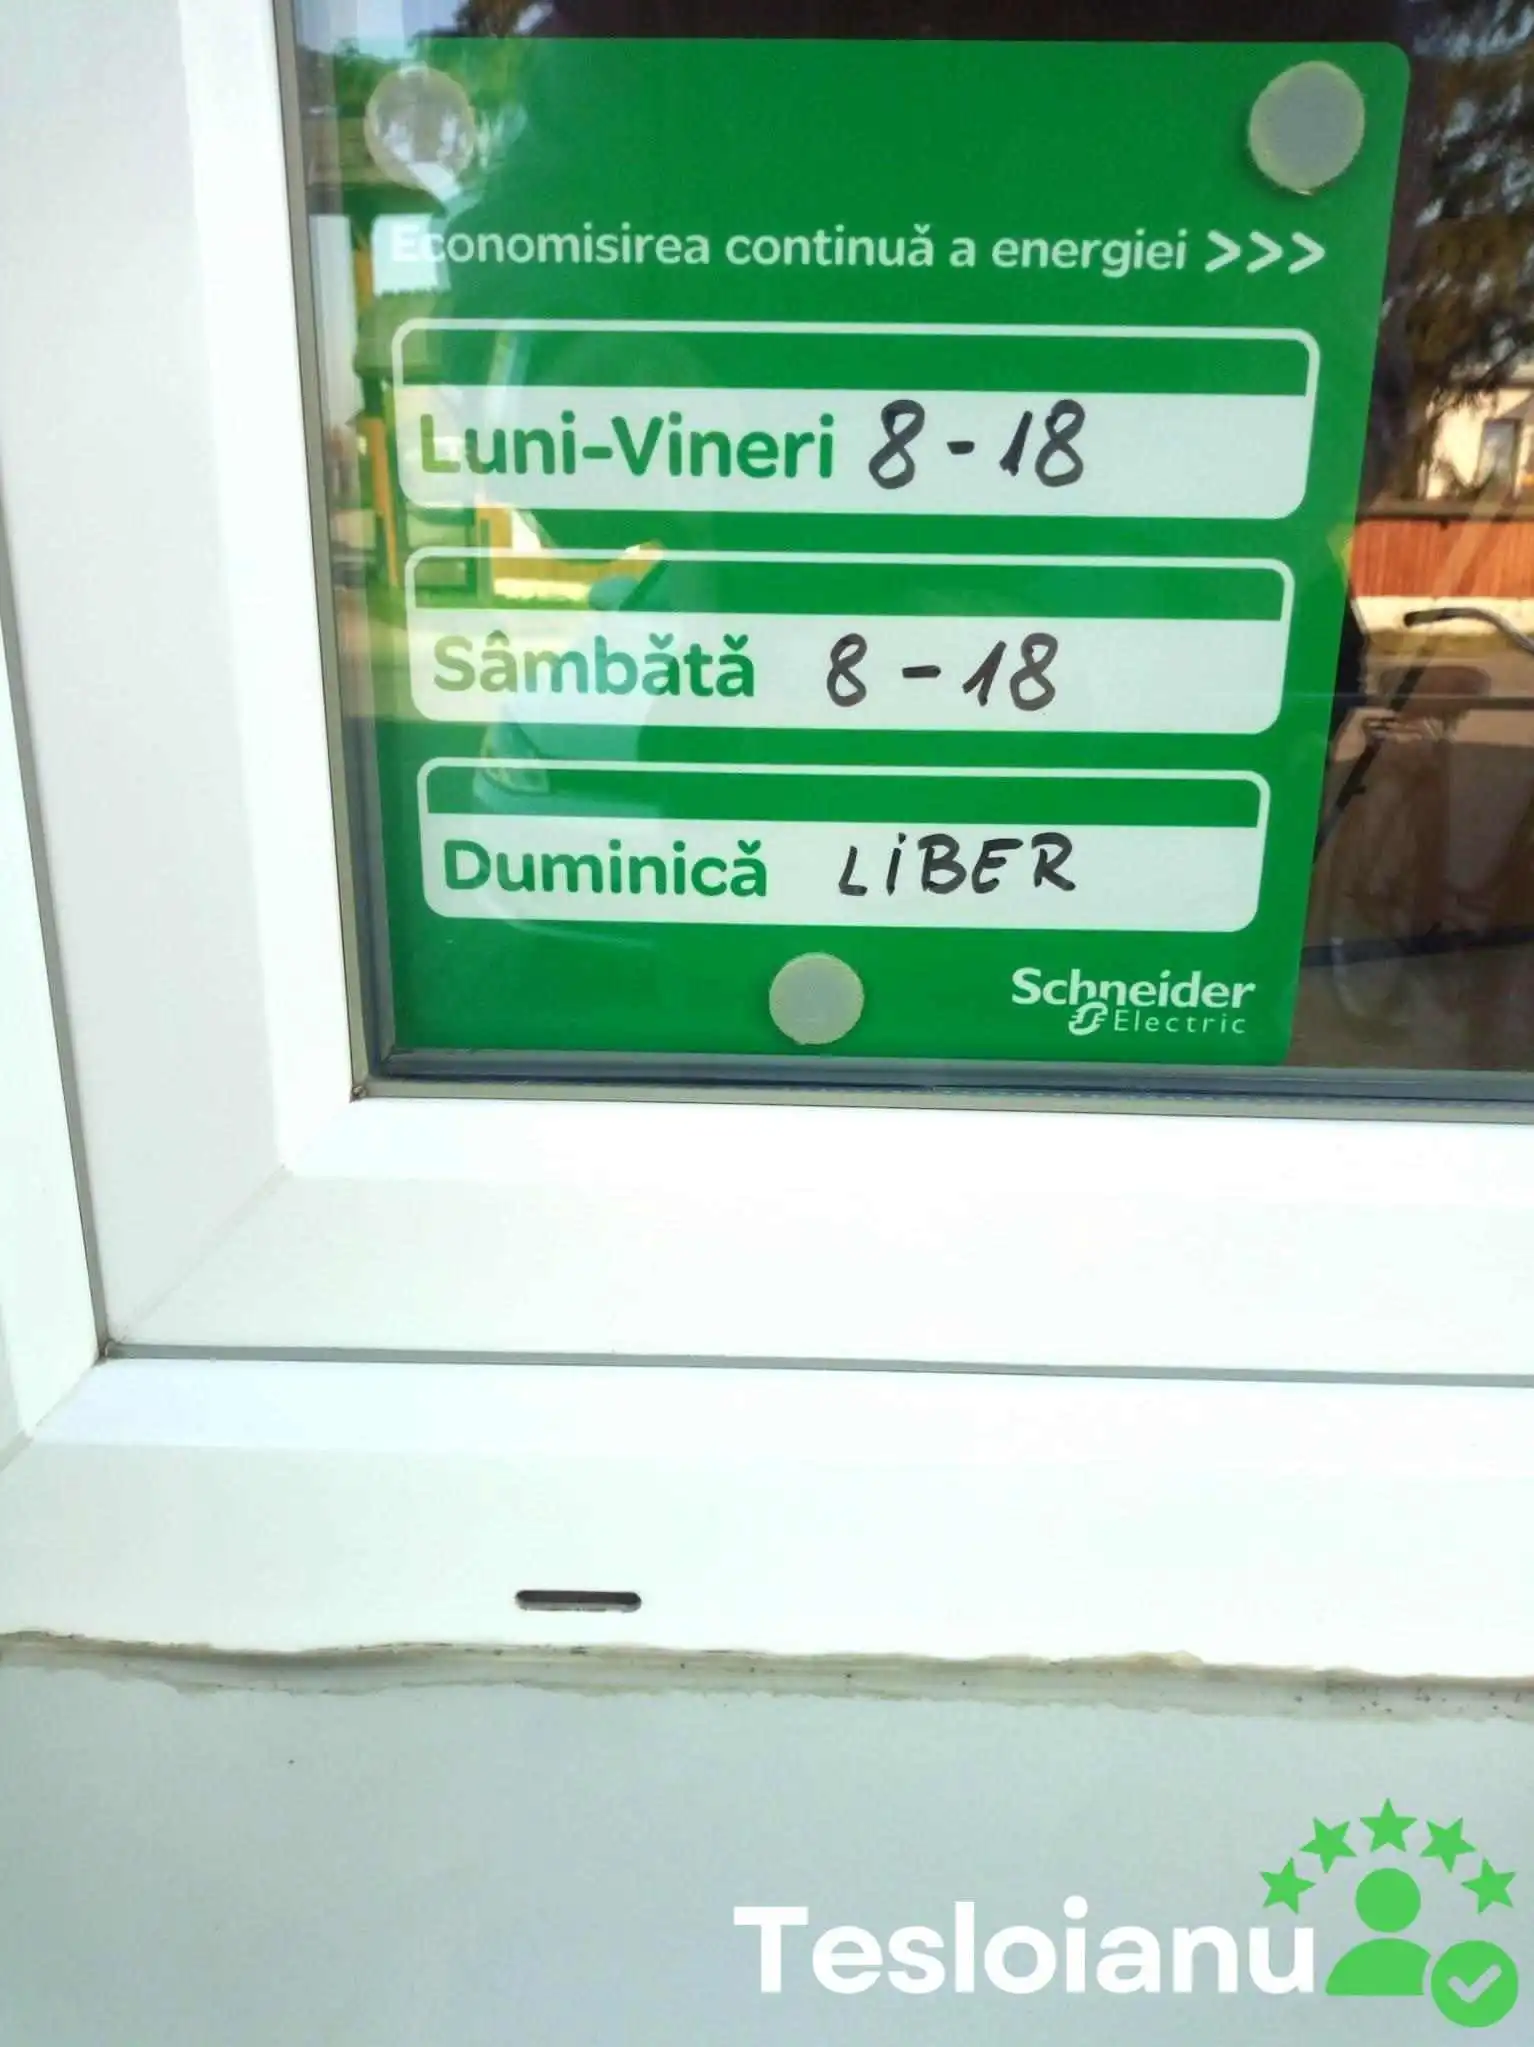 Economisirea continuă a energiei >>>
Luni-Vineri 8-18
Sâmbătă 8-18
Duminică LiBER
Schneider
Electric
Tesloianu